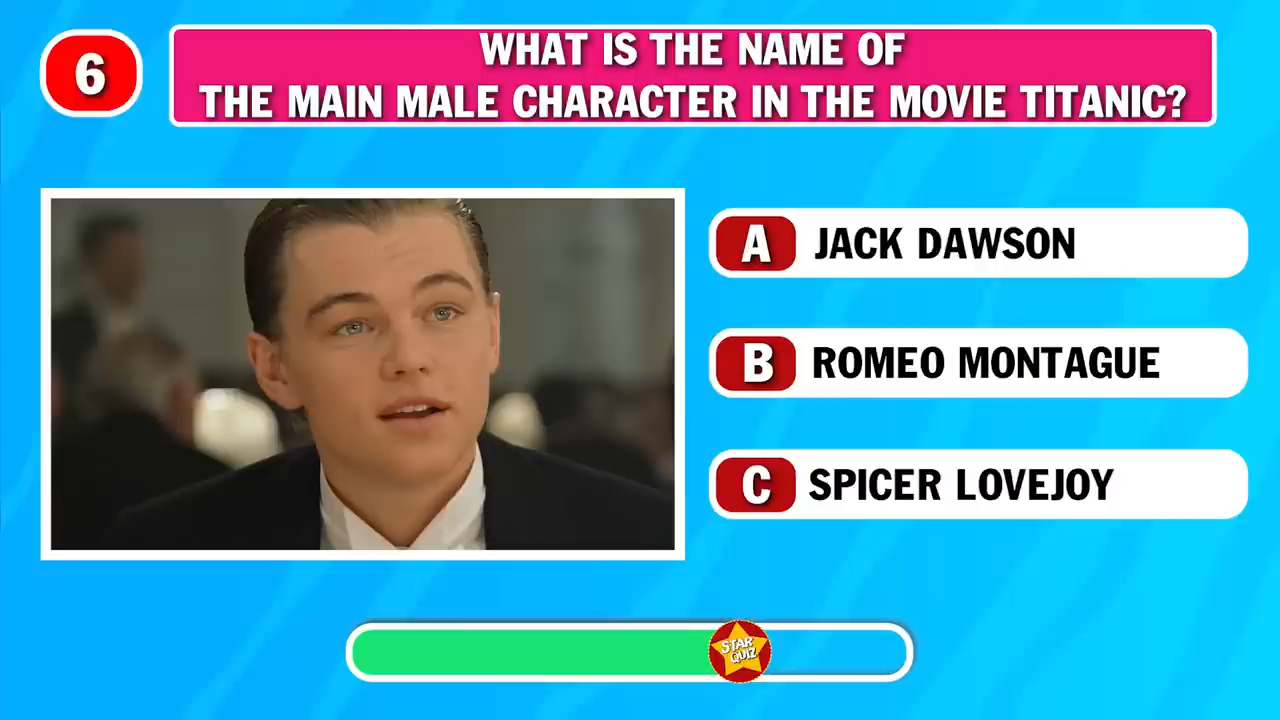 6
WHAT IS THE NAME OF
THE MAIN MALE CHARACTER IN THE MOVIE TITANIC?
A JACK DAWSON
B ROMEO MONTAGUE
C SPICER LOVEJOY
STAR
QUIZ